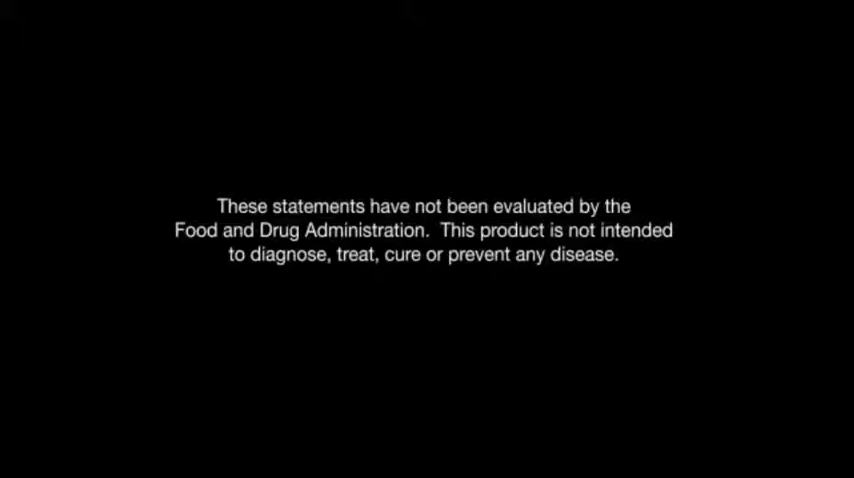 These statements have not been evaluated by the
Food and Drug Administration.  This product is not intended
to diagnose, treat, cure or prevent any disease.